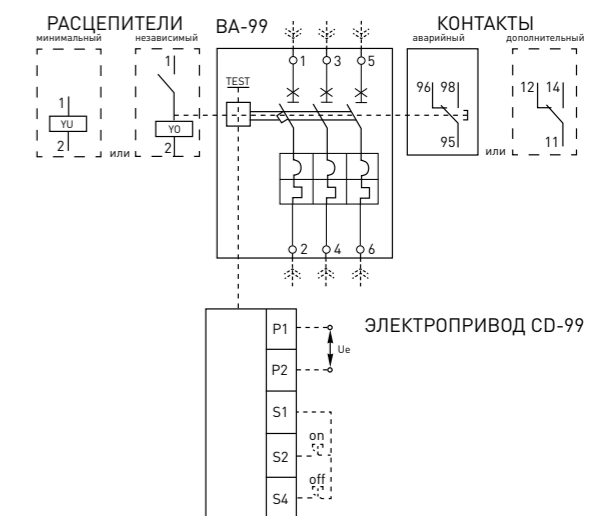 РАСЦЕПИТЕЛИ
минимальный
независимый
ВА-99
КОНТАКТЫ
аварийный
дополнительный
1
3
5
TEST
1
1
YU
YO
2
2
или
96
98
95
12
14
11
или
2
4
6
ЭЛЕКТРОПРИВОД CD-99
P1
Ue
P2
S1
on
S2
off
S4